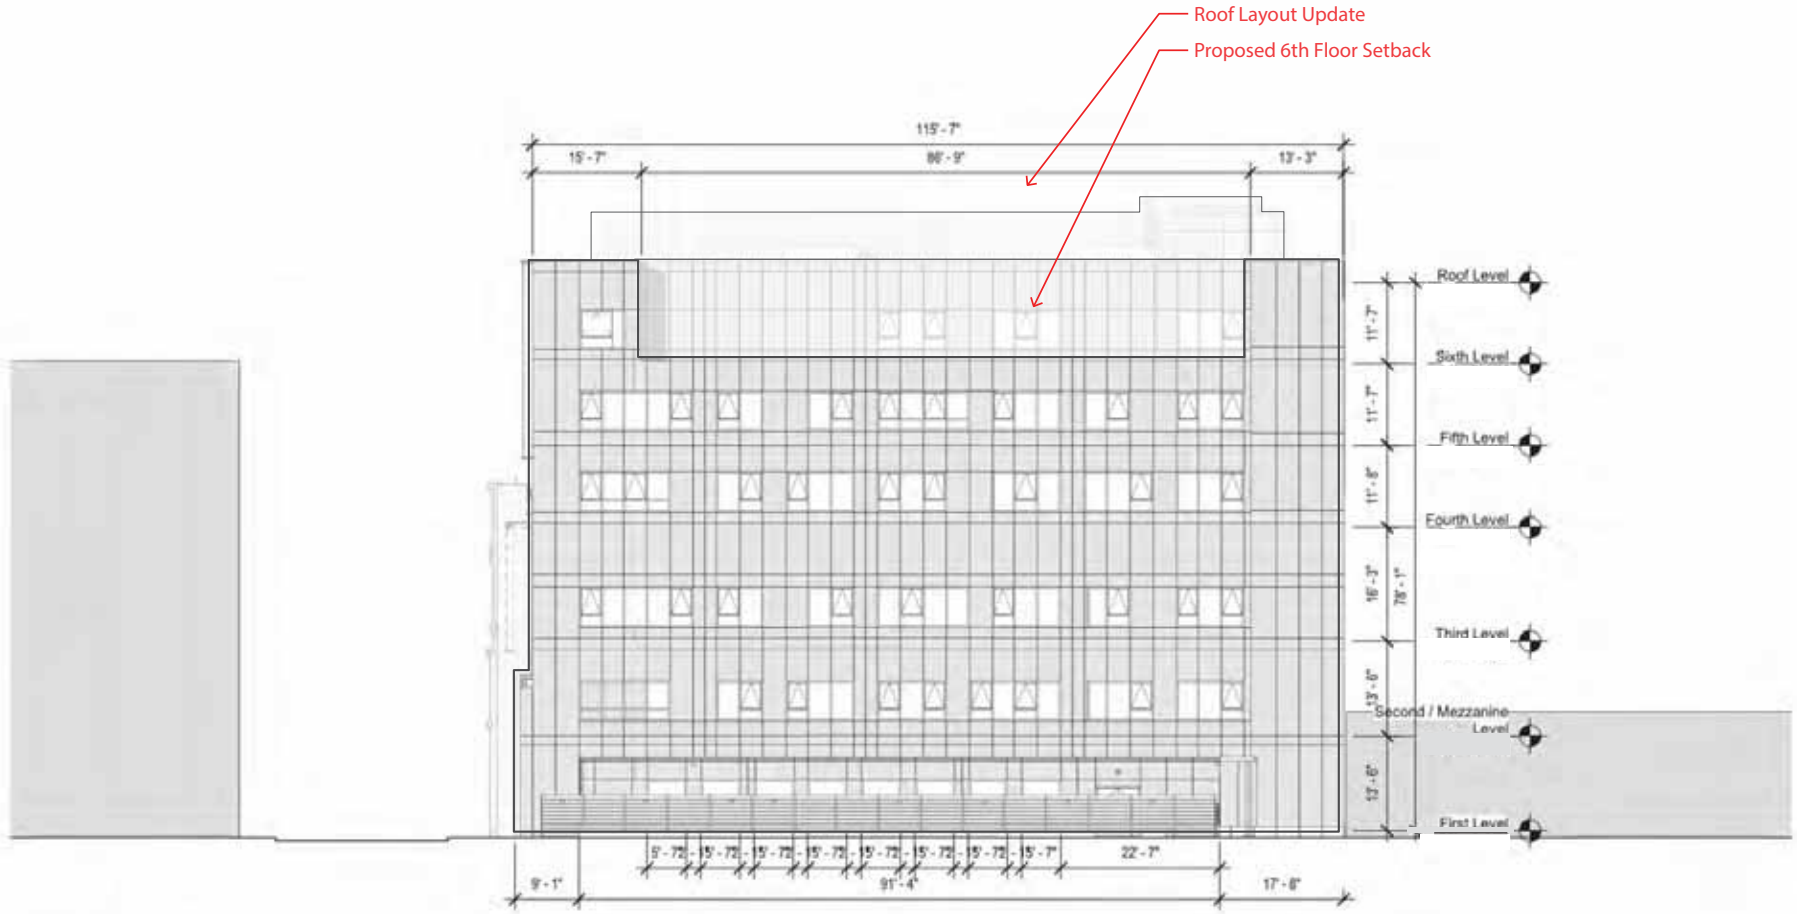 Roof Layout Update
Proposed 6th Floor Setback
115' - 7"
15' - 7"
86' - 9"
13' - 3"
Roof Level
11' - 7"
Sixth Level
11' - 7"
Fifth Level
11' - 8"
Fourth Level
16' - 3"
78' - 1"
Third Level
13' - 6"
Second / Mezzanine
Level
13' - 6"
First Level
22' - 7"
9' - 1"
91' - 4"
17' - 8"